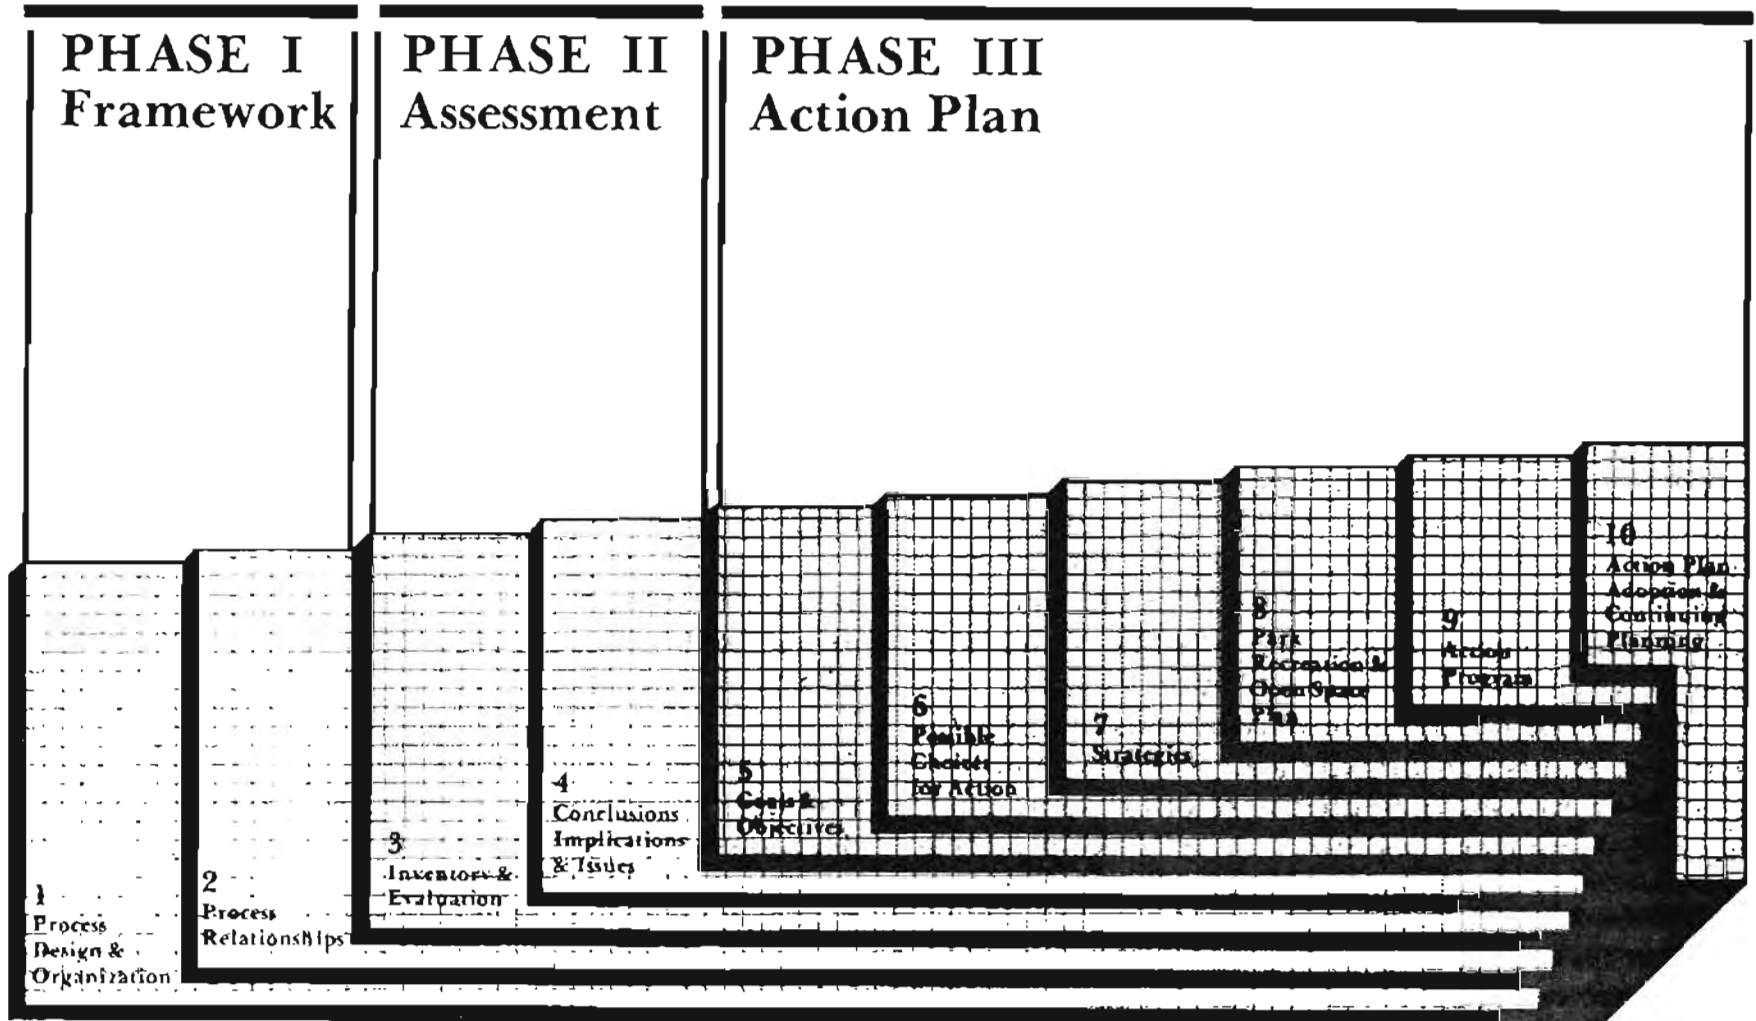 PHASE I
Framework
PHASE II
Assessment
PHASE III
Action Plan
1
Process
Design &
Organization
2
Process
Relationships
3
Inventory &
Evaluation
4
Conclusions
Implications
& Issues
5
Goals &
Objectives
6
Possible
Choices
for Action
7
Strategies
8
Park
Recreation &
Open Space
Plan
9
Action
Program
10
Action Plan
Adoption &
Continuing
Planning